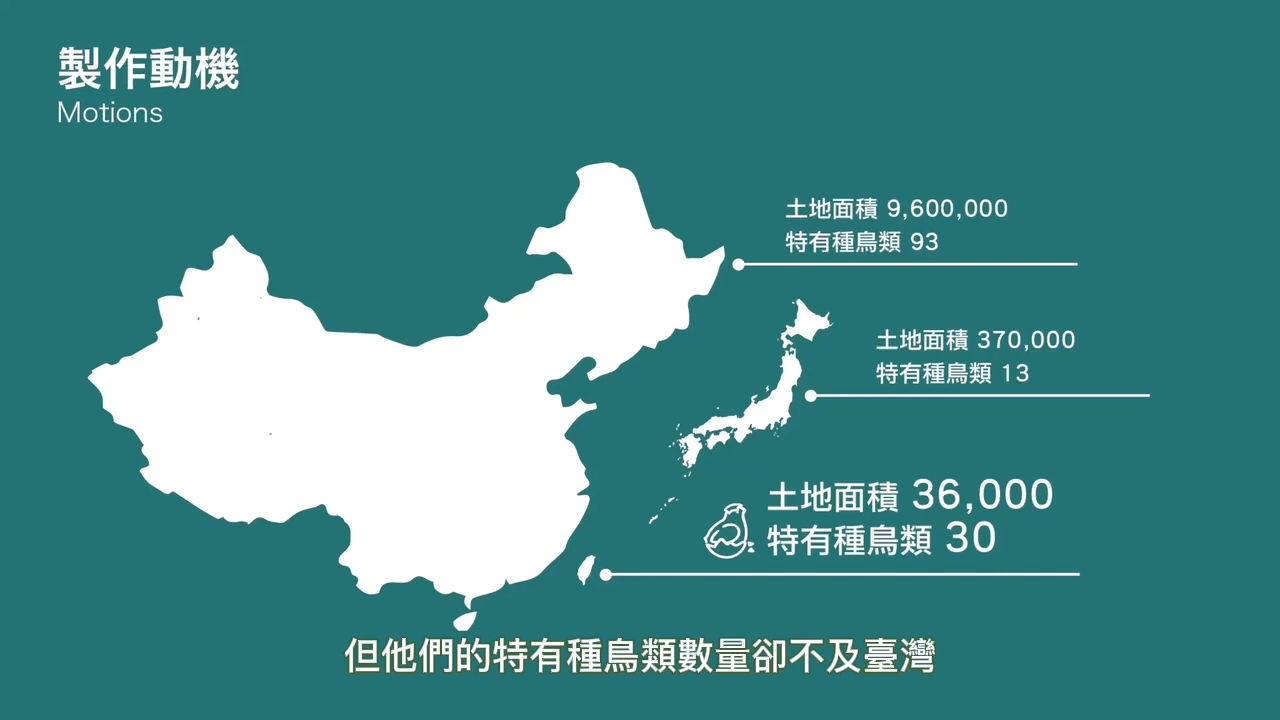 製作動機
Motions
土地面積 9,600,000
特有種鳥類 93
土地面積 370,000
特有種鳥類 13
土地面積 36,000
特有種鳥類 30
但他們的特有種鳥類數量卻不及臺灣